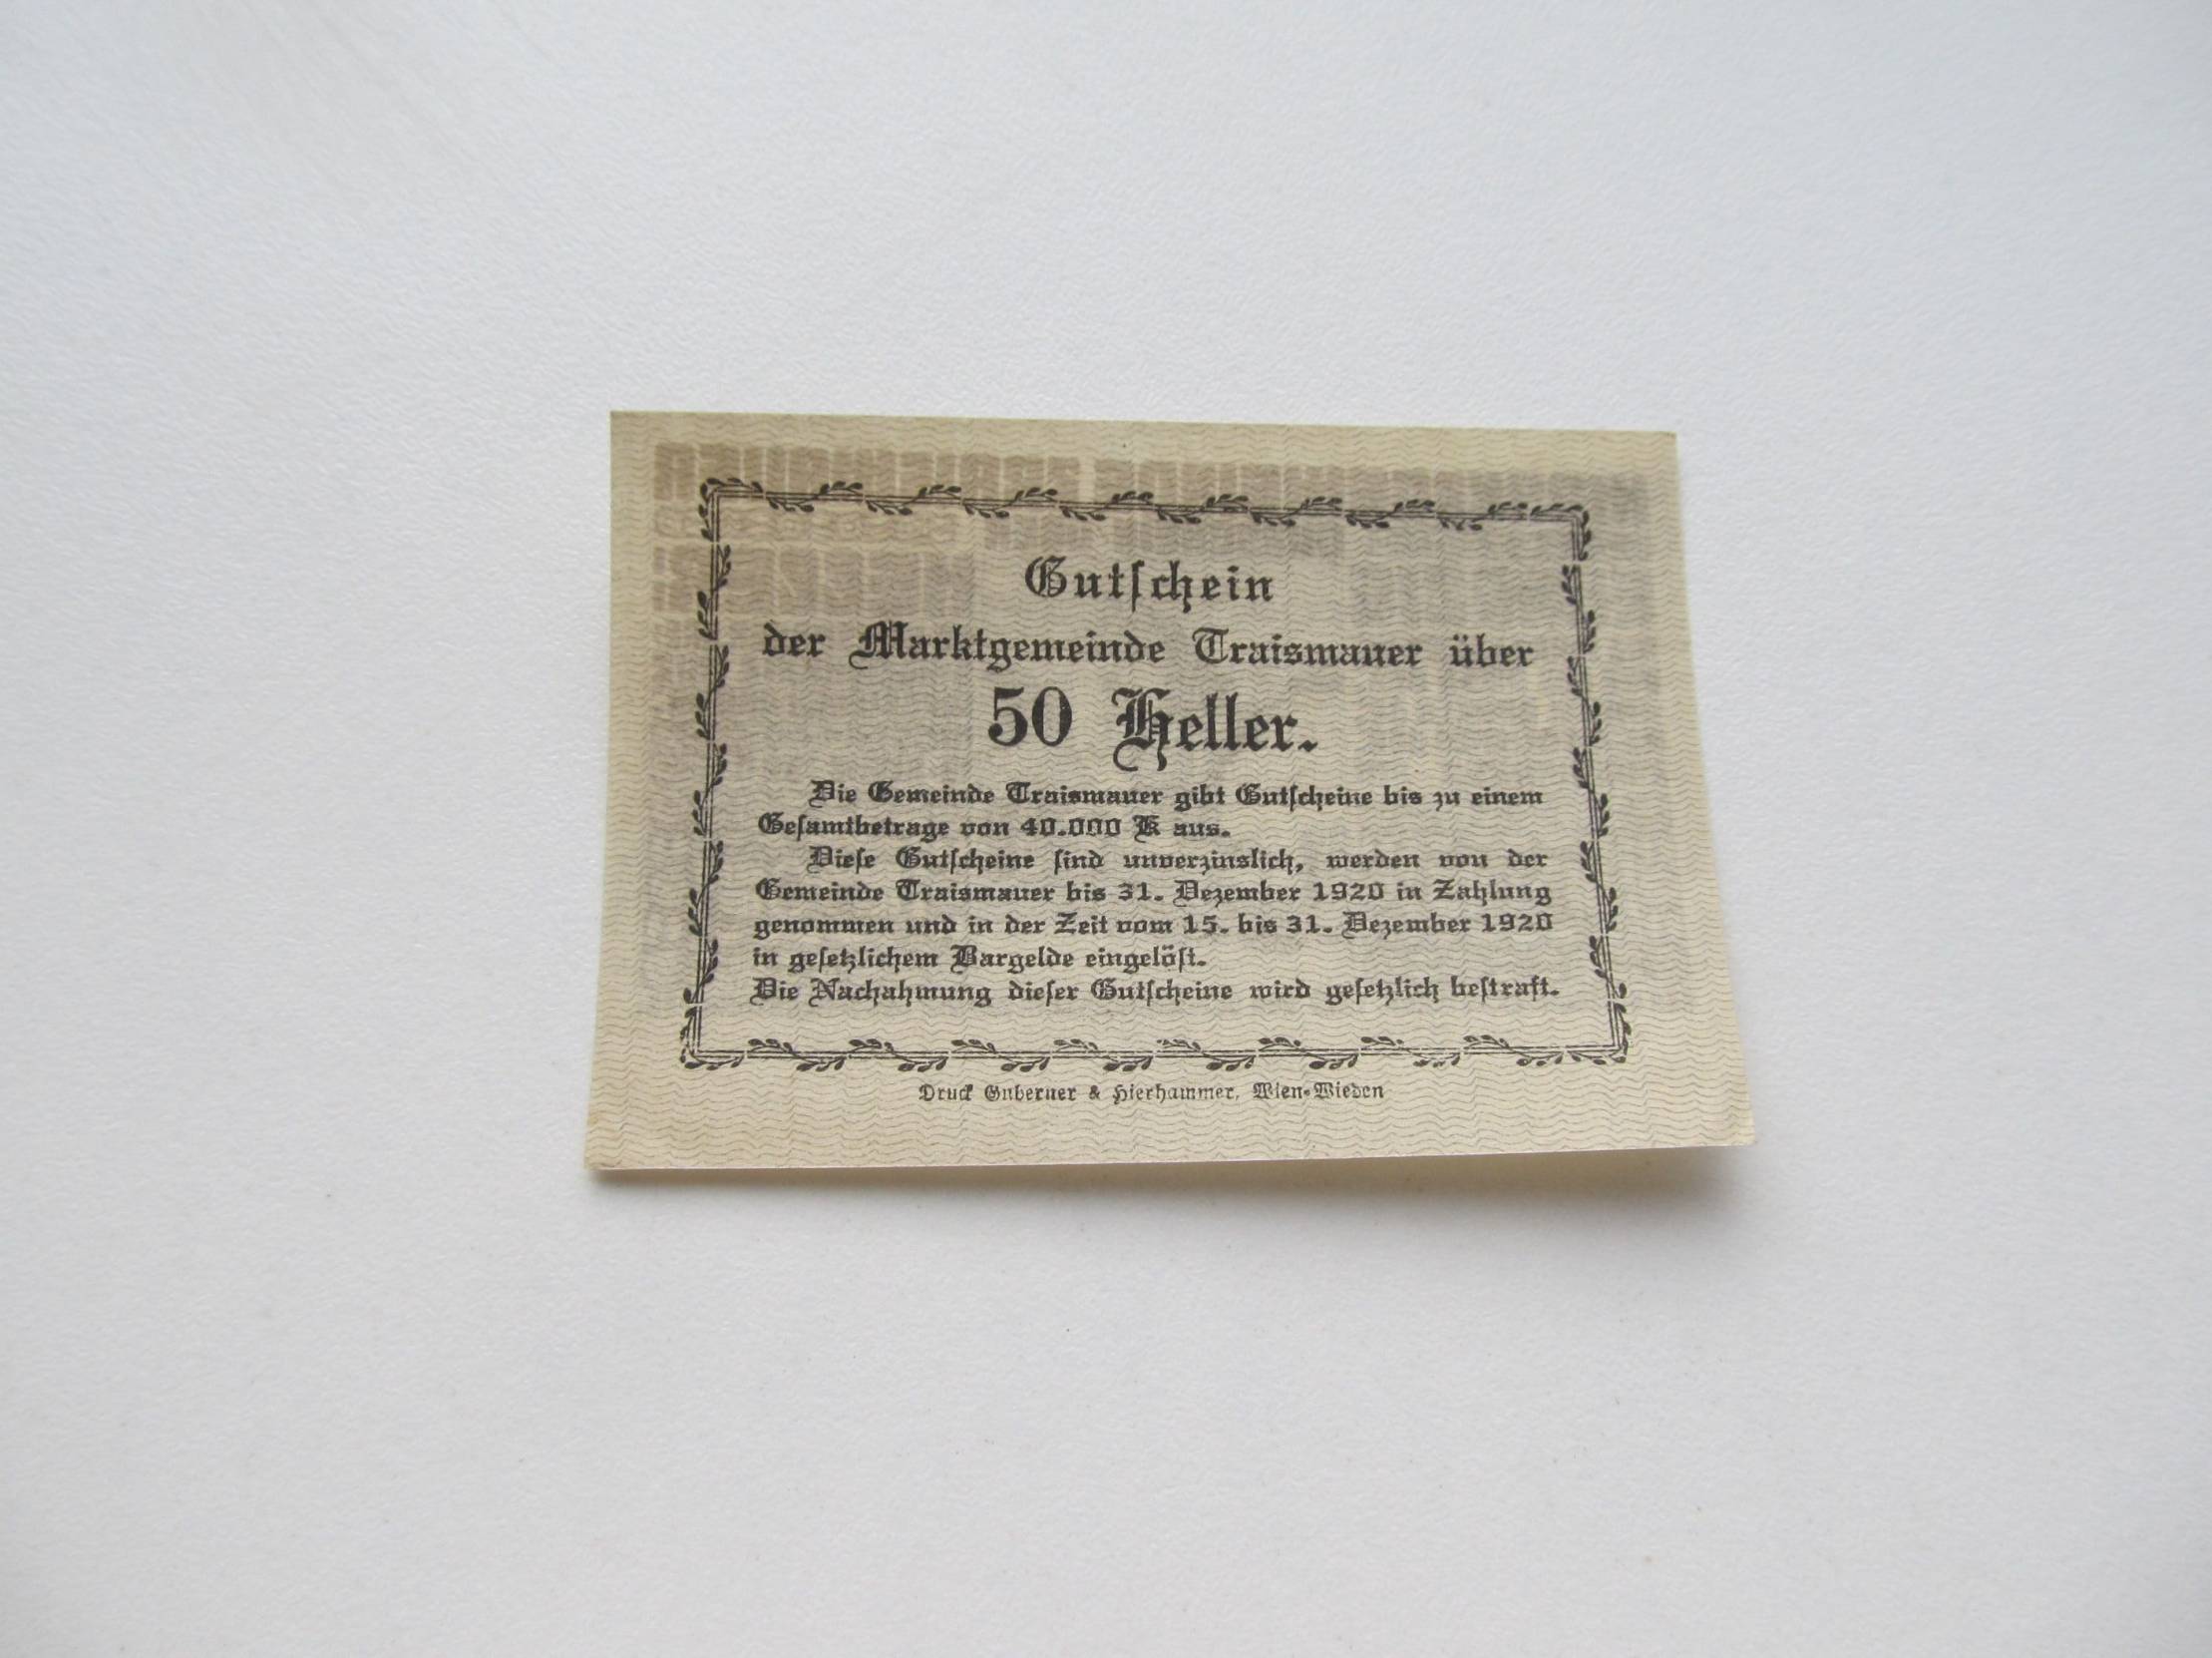 Gutschein
der Marktgemeinde Traismauer über
50 Heller.
Die Gemeinde Traismauer gibt Gutscheine bis zu einem
Gesamtbetrage von 40.000 K aus.
Diese Gutscheine sind unverzinslich, werden von der
Gemeinde Traismauer bis 31. Dezember 1920 in Zahlung
genommen und in der Zeit vom 15. bis 31. Dezember 1920
in gesetzlichem Bargelde eingelöst.
Die Nachahmung dieser Gutscheine wird gesetzlich bestraft.
Druck Guberner & Hierhammer, Wien-Wieden